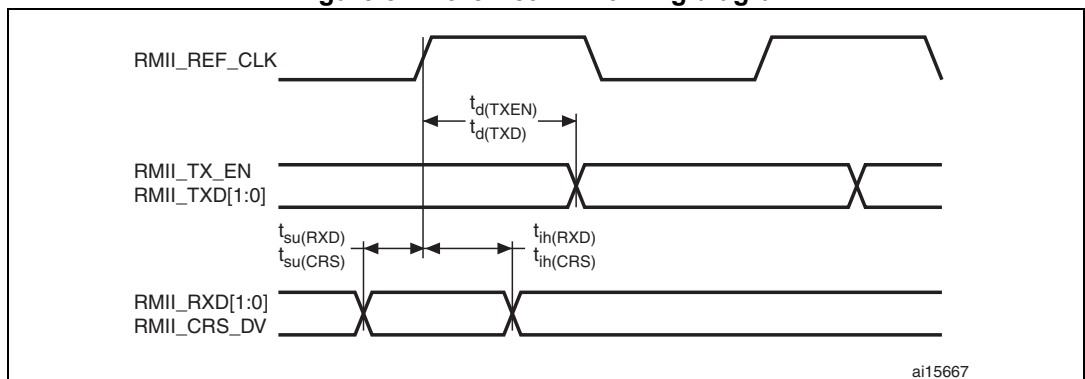 RMII_REF_CLK
td(TXEN)
td(TXD)
RMII_TX_EN
RMII_TXD[1:0]
tsu(RXD)
tsu(CRS)
tih(RXD)
tih(CRS)
RMII_RXD[1:0]
RMII_CRS_DV
ai15667